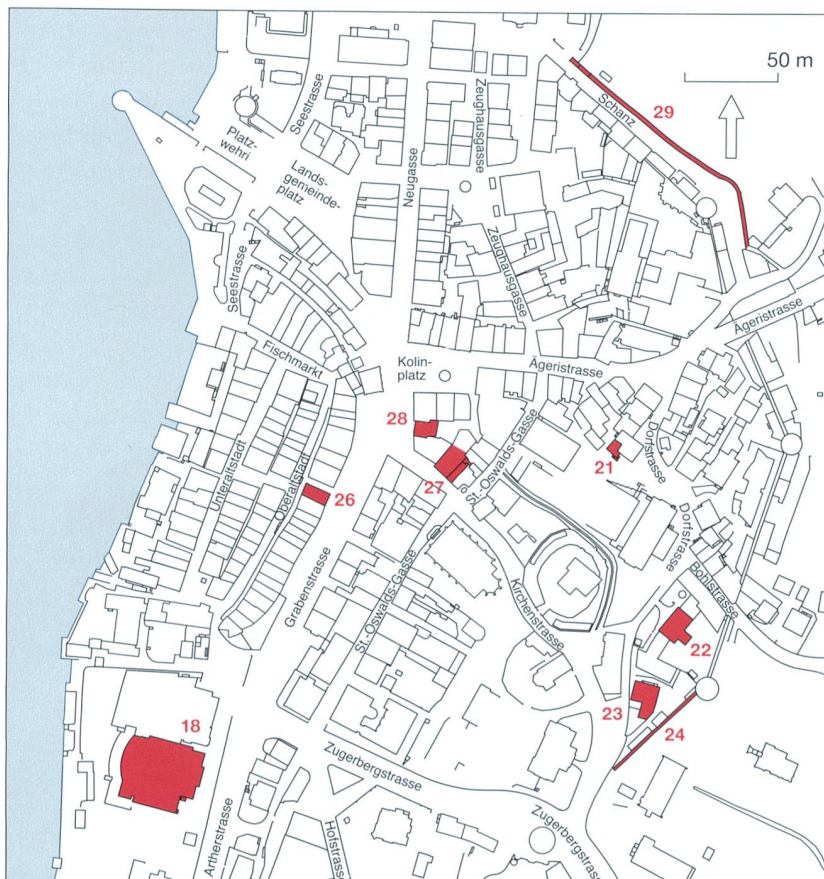 50 m
29
Schanz
Seestrasse
Zeughausgasse
Platz-
wehri
Neugasse
Lands-
gemeinde-
platz
Zeughausgasse
Seestrasse
Ägeristrasse
Fischmarkt
Kolin-
platz
Ägeristrasse
28
St.-Oswalds-Gasse
Dorfstrasse
21
27
Unteraltstadt
Oberaltstadt
26
Dorfstrasse
Grabenstrasse
St.-Oswalds-Gasse
Kirchenstrasse
Bohlstrasse
22
23
24
18
Zugerbergstrasse
Artherstrasse
Hofstrasse
Zugerbergstrasse